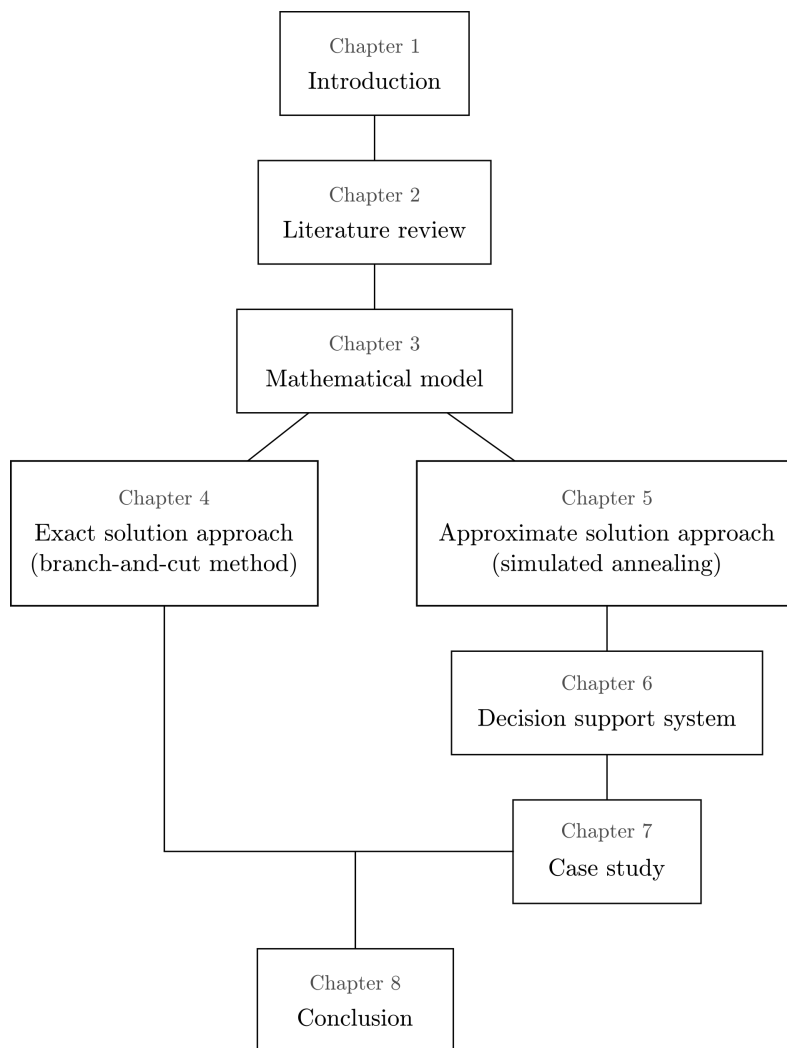 Chapter 1
Introduction
Chapter 2
Literature review
Chapter 3
Mathematical model
Chapter 4
Exact solution approach
(branch-and-cut method)
Chapter 5
Approximate solution approach
(simulated annealing)
Chapter 6
Decision support system
Chapter 7
Case study
Chapter 8
Conclusion